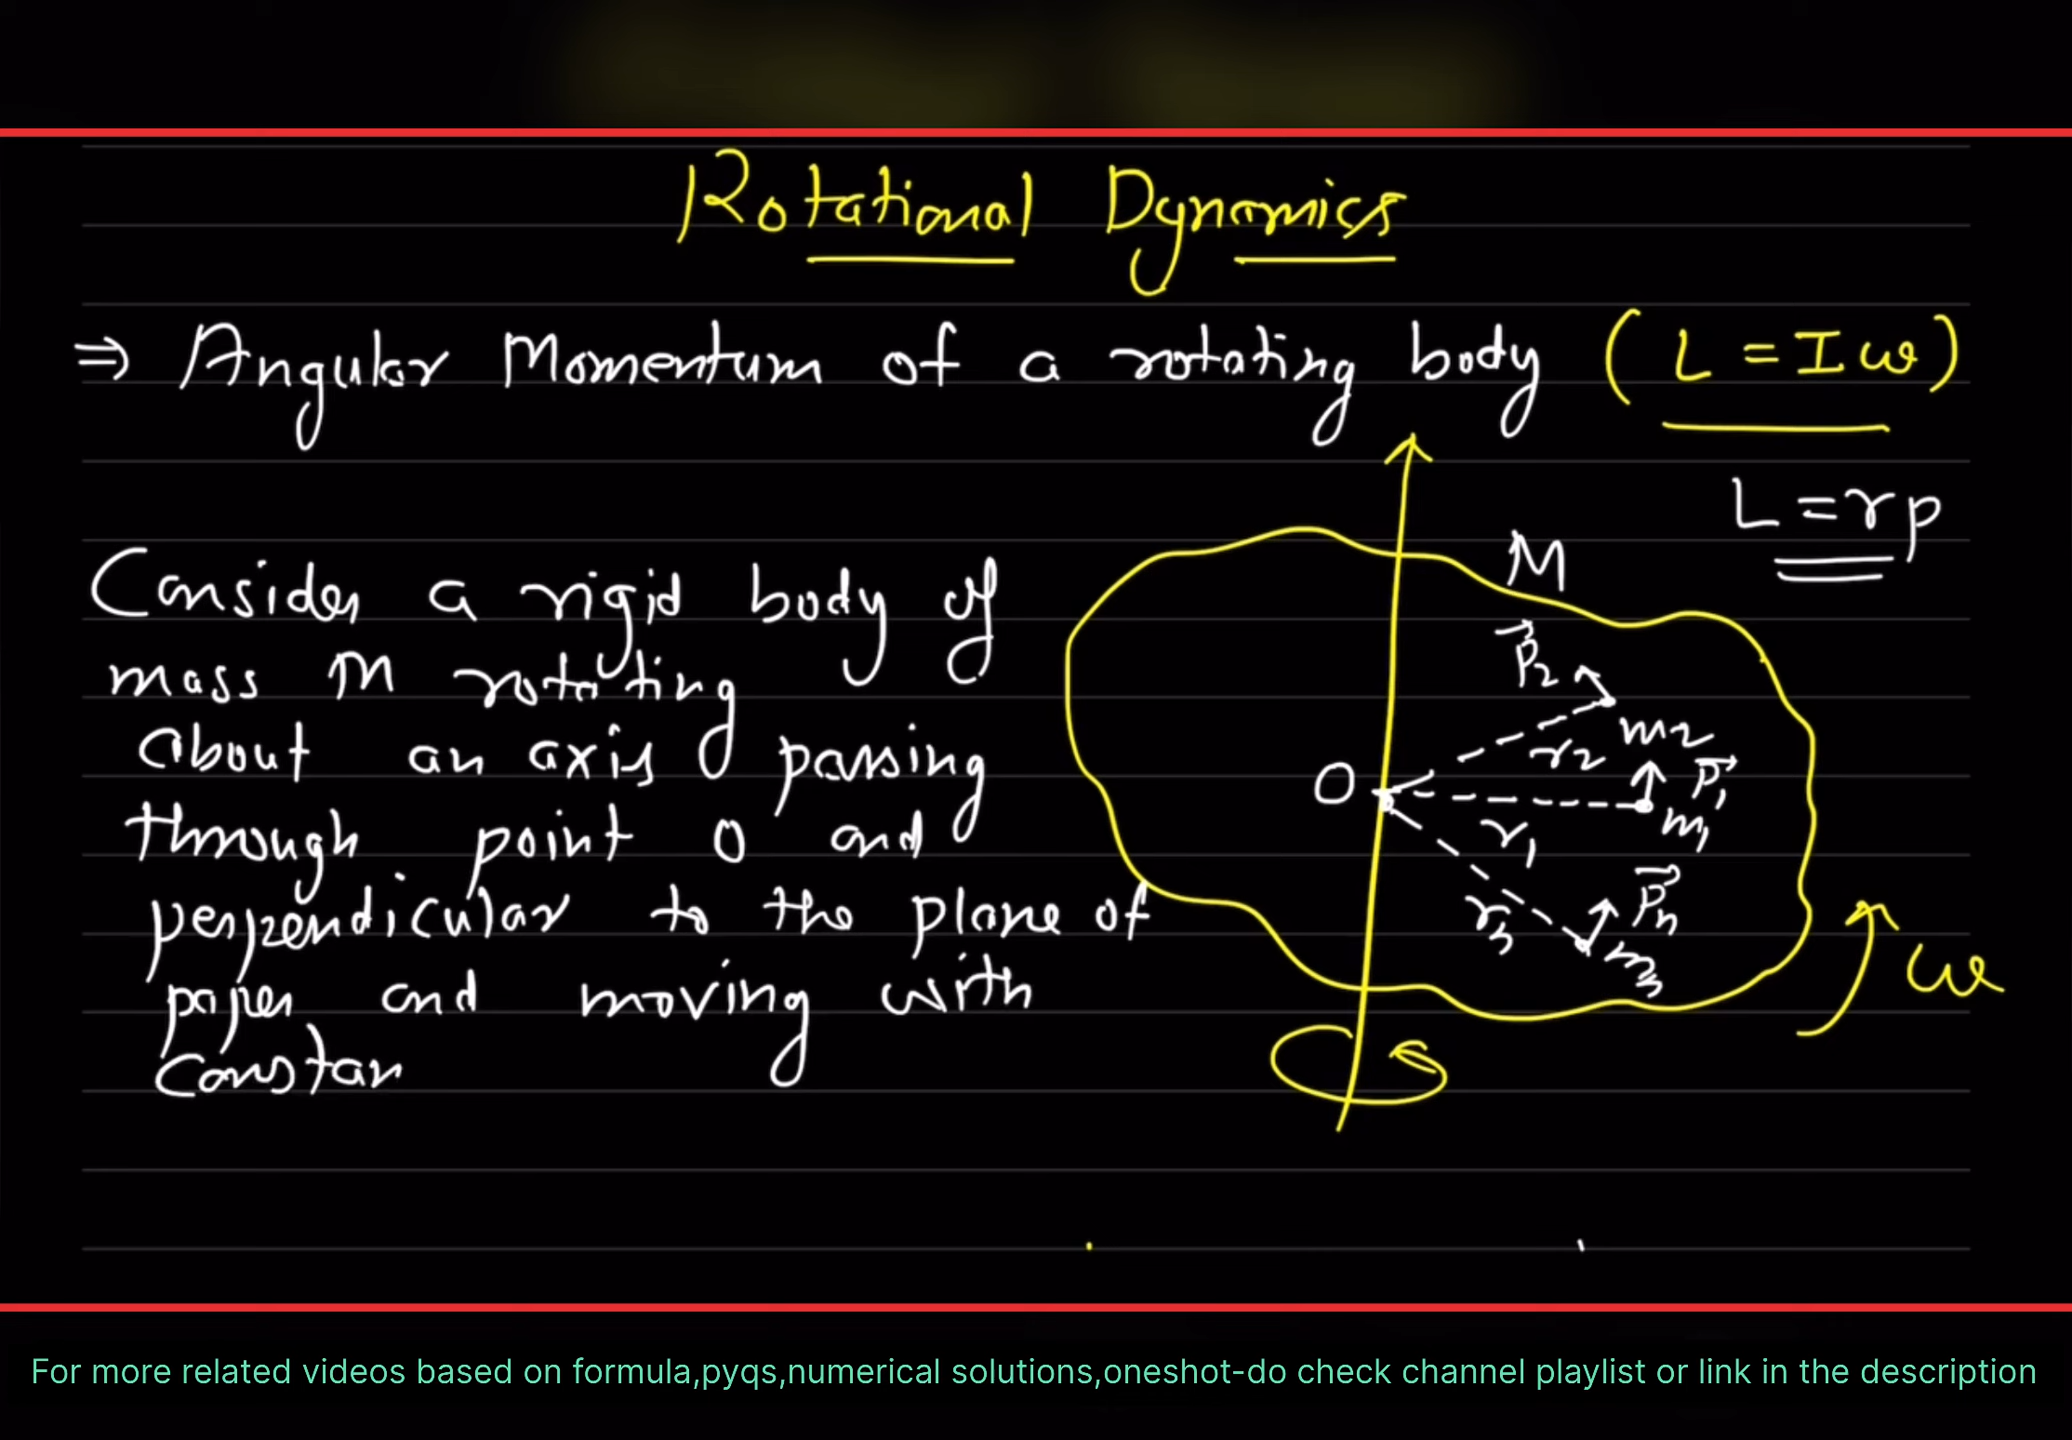 Rotational Dynamics
⇒ Angular Momentum of a rotating body (L = Iω)
L = rp
Consider a rigid body of
mass M rotating
about an axis passing
through point O and
perpendicular to the plane of
paper and moving with
Constan
M
P⃗2
m2
r2
O
P⃗1
m1
r1
P⃗n
r3
m3
ω
For more related videos based on formula,pyqs,numerical solutions,oneshot-do check channel playlist or link in the description